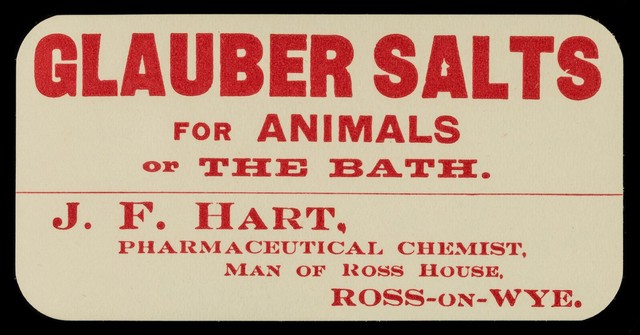 GLAUBER SALTS
FOR ANIMALS
or THE BATH.
J. F. HART,
PHARMACEUTICAL CHEMIST,
MAN OF ROSS HOUSE,
ROSS-ON-WYE.